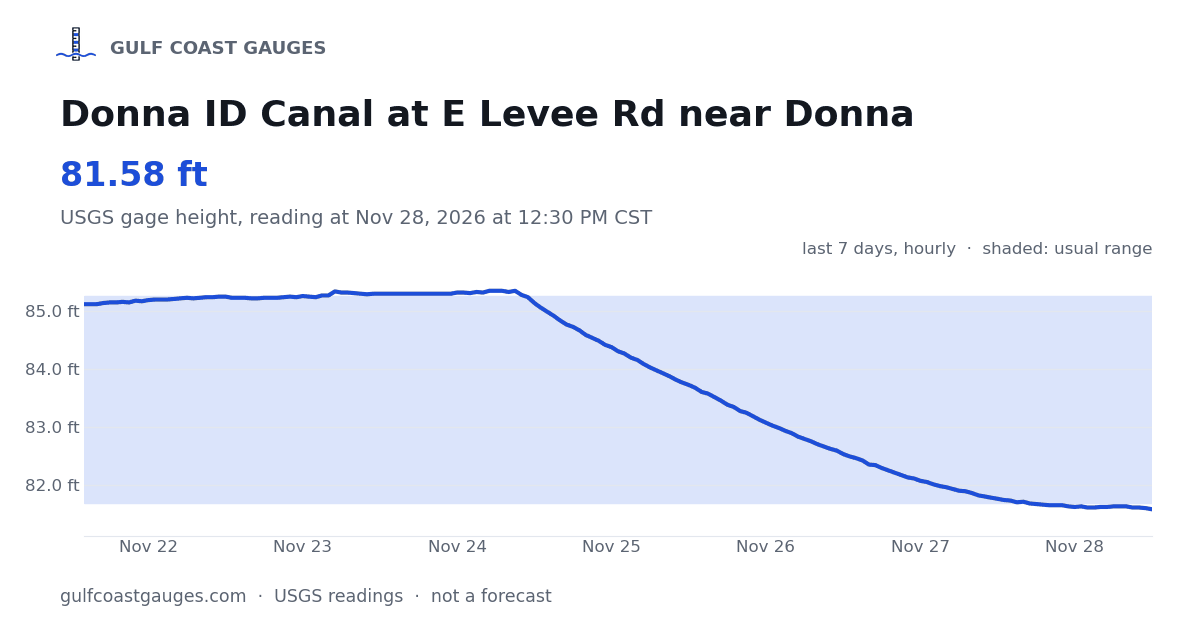 GULF COAST GAUGES
Donna ID Canal at E Levee Rd near Donna
81.58 ft
USGS gage height, reading at Nov 28, 2026 at 12:30 PM CST
last 7 days, hourly · shaded: usual range
85.0 ft
84.0 ft
83.0 ft
82.0 ft
Nov 22 Nov 23 Nov 24 Nov 25 Nov 26 Nov 27 Nov 28
gulfcoastgauges.com · USGS readings · not a forecast